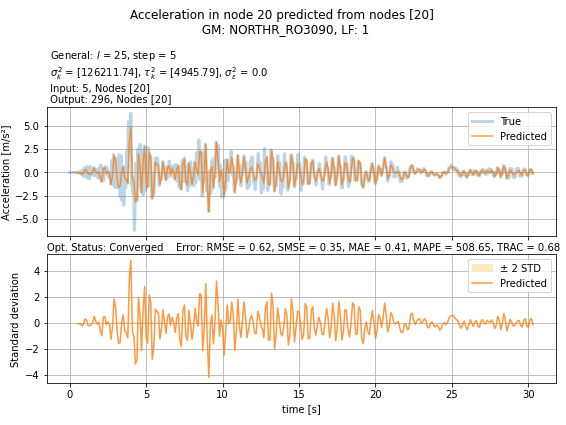 Acceleration in node 20 predicted from nodes [20]
GM: NORTHR_RO3090, LF: 1
General: l = 25, step = 5
σ²ₖ = [126211.74], τ²ₖ = [4945.79], σ²ε = 0.0
Input: 5, Nodes [20]
Output: 296, Nodes [20]
Acceleration [m/s²]
5.0
2.5
0.0
−2.5
−5.0
True
Predicted
Opt. Status: Converged    Error: RMSE = 0.62, SMSE = 0.35, MAE = 0.41, MAPE = 508.65, TRAC = 0.68
Standard deviation
4
2
0
−2
−4
± 2 STD
Predicted
0 5 10 15 20 25 30
time [s]